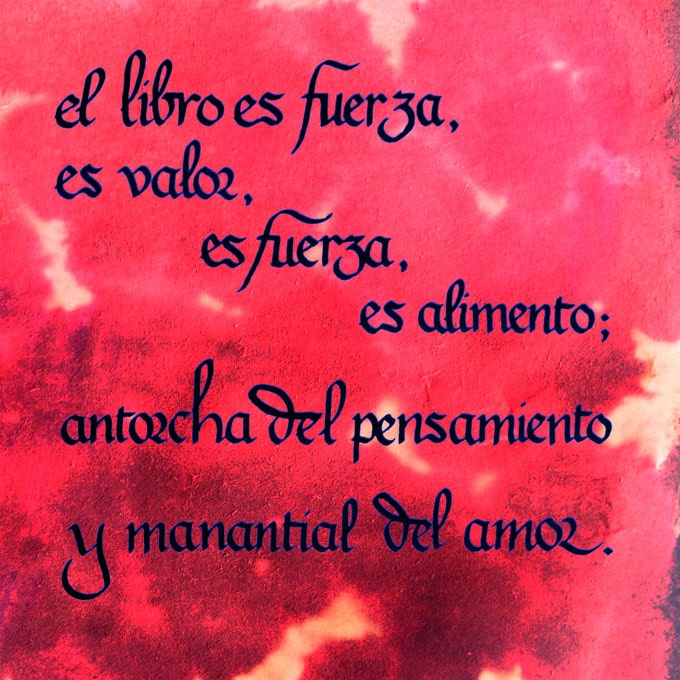 el libro es fuerza,
es valor,
es fuerza,
es alimento;
antorcha del pensamiento
y manantial del amor.